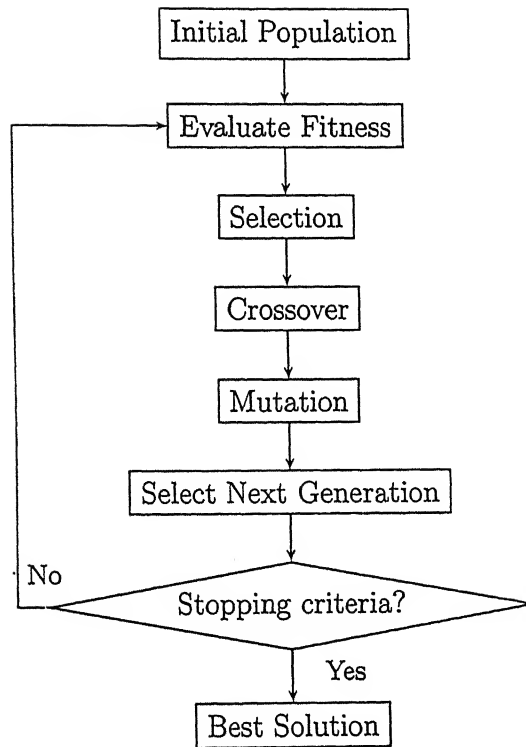 Initial Population
Evaluate Fitness
Selection
Crossover
Mutation
Select Next Generation
No
Stopping criteria?
Yes
Best Solution